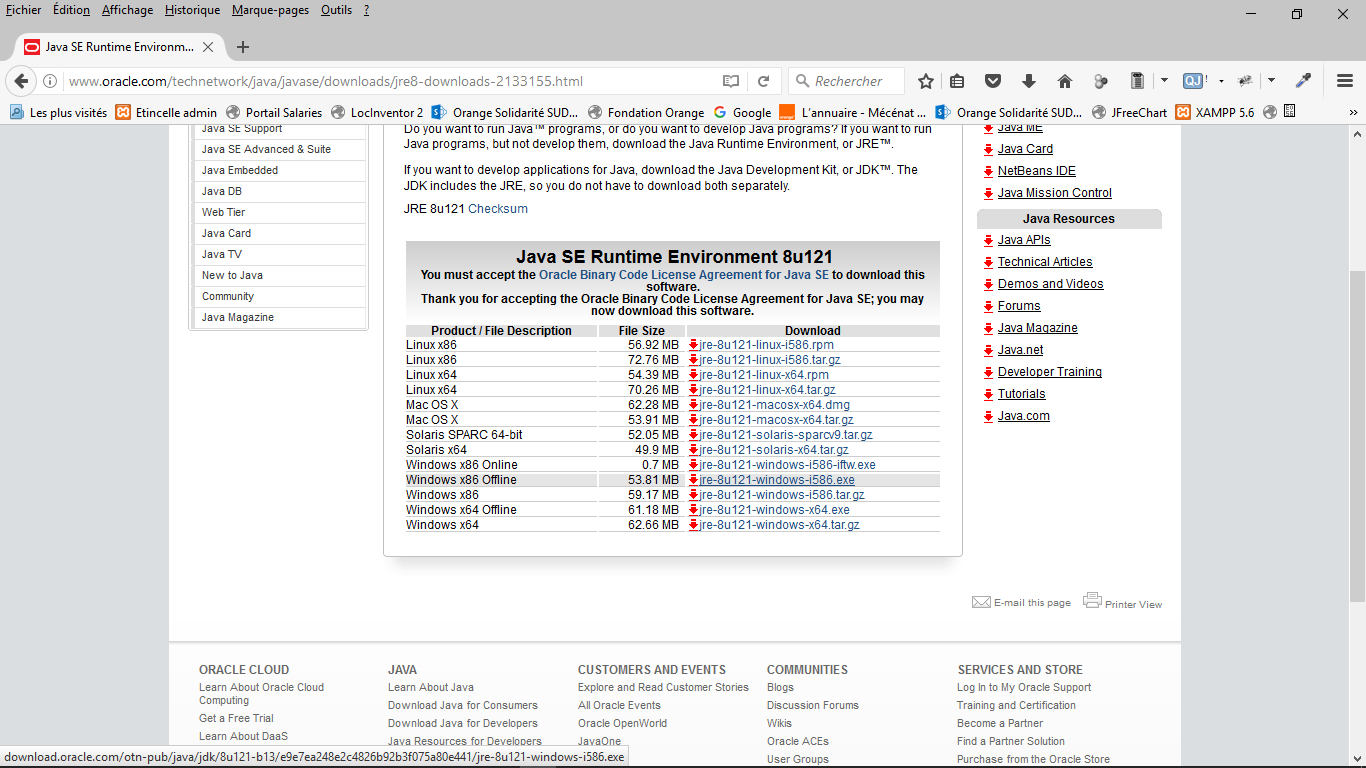 Fichier Édition Affichage Historique Marque-pages Outils ?
Java SE Runtime Environm...
www.oracle.com/technetwork/java/javase/downloads/jre8-downloads-2133155.html
Rechercher
QJ !
Les plus visités
Etincelle admin
Portail Salaries
LocInventor 2
Orange Solidarité SUD...
Fondation Orange
Google
L'annuaire - Mécénat ...
Orange Solidarité SUD...
JFreeChart
XAMPP 5.6
»
Java SE Support
Java SE Advanced & Suite
Java Embedded
Java DB
Web Tier
Java Card
Java TV
New to Java
Community
Java Magazine
Do you want to run Java™ programs, or do you want to develop Java programs? If you want to run
Java programs, but not develop them, download the Java Runtime Environment, or JRE™.
If you want to develop applications for Java, download the Java Development Kit, or JDK™. The
JDK includes the JRE, so you do not have to download both separately.
JRE 8u121 Checksum
Java SE Runtime Environment 8u121
You must accept the Oracle Binary Code License Agreement for Java SE to download this
software.
Thank you for accepting the Oracle Binary Code License Agreement for Java SE; you may
now download this software.
Product / File Description File Size Download
Linux x86 56.92 MB jre-8u121-linux-i586.rpm
Linux x86 72.76 MB jre-8u121-linux-i586.tar.gz
Linux x64 54.39 MB jre-8u121-linux-x64.rpm
Linux x64 70.26 MB jre-8u121-linux-x64.tar.gz
Mac OS X 62.28 MB jre-8u121-macosx-x64.dmg
Mac OS X 53.91 MB jre-8u121-macosx-x64.tar.gz
Solaris SPARC 64-bit 52.05 MB jre-8u121-solaris-sparcv9.tar.gz
Solaris x64 49.9 MB jre-8u121-solaris-x64.tar.gz
Windows x86 Online 0.7 MB jre-8u121-windows-i586-iftw.exe
Windows x86 Offline 53.81 MB jre-8u121-windows-i586.exe
Windows x86 59.17 MB jre-8u121-windows-i586.tar.gz
Windows x64 Offline 61.18 MB jre-8u121-windows-x64.exe
Windows x64 62.66 MB jre-8u121-windows-x64.tar.gz
Java ME
Java Card
NetBeans IDE
Java Mission Control
Java Resources
Java APIs
Technical Articles
Demos and Videos
Forums
Java Magazine
Java.net
Developer Training
Tutorials
Java.com
E-mail this page
Printer View
ORACLE CLOUD
Learn About Oracle Cloud
Computing
Get a Free Trial
Learn About DaaS
JAVA
Learn About Java
Download Java for Consumers
Download Java for Developers
Java Resources for Developers
CUSTOMERS AND EVENTS
Explore and Read Customer Stories
All Oracle Events
Oracle OpenWorld
JavaOne
COMMUNITIES
Blogs
Discussion Forums
Wikis
Oracle ACEs
User Groups
SERVICES AND STORE
Log In to My Oracle Support
Training and Certification
Become a Partner
Find a Partner Solution
Purchase from the Oracle Store
download.oracle.com/otn-pub/java/jdk/8u121-b13/e9e7ea248e2c4826b92b3f075a80e441/jre-8u121-windows-i586.exe